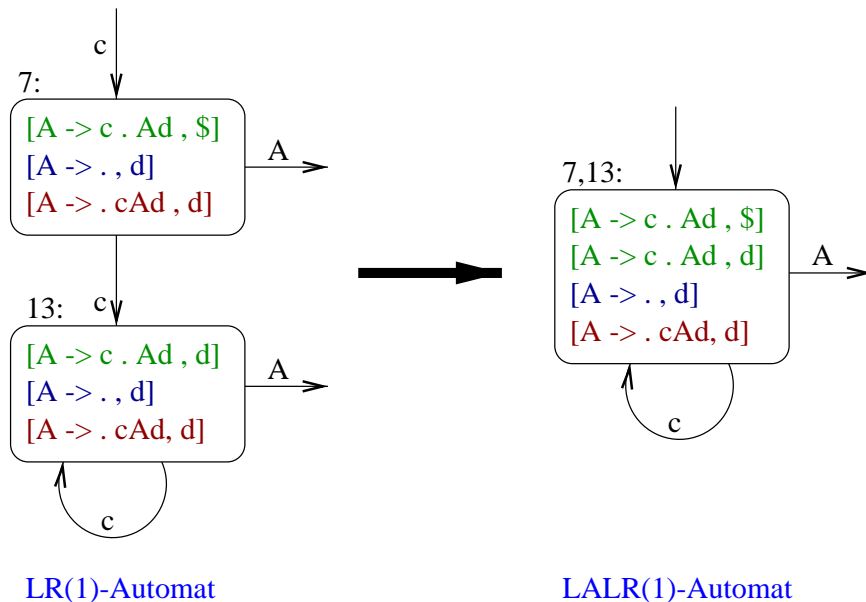 c
7:
[A -> c . Ad , $]
[A -> . , d]
[A -> . cAd , d]
A
c
13:
[A -> c . Ad , d]
[A -> . , d]
[A -> . cAd, d]
A
c
LR(1)-Automat
7,13:
[A -> c . Ad , $]
[A -> c . Ad , d]
[A -> . , d]
[A -> . cAd, d]
A
c
LALR(1)-Automat